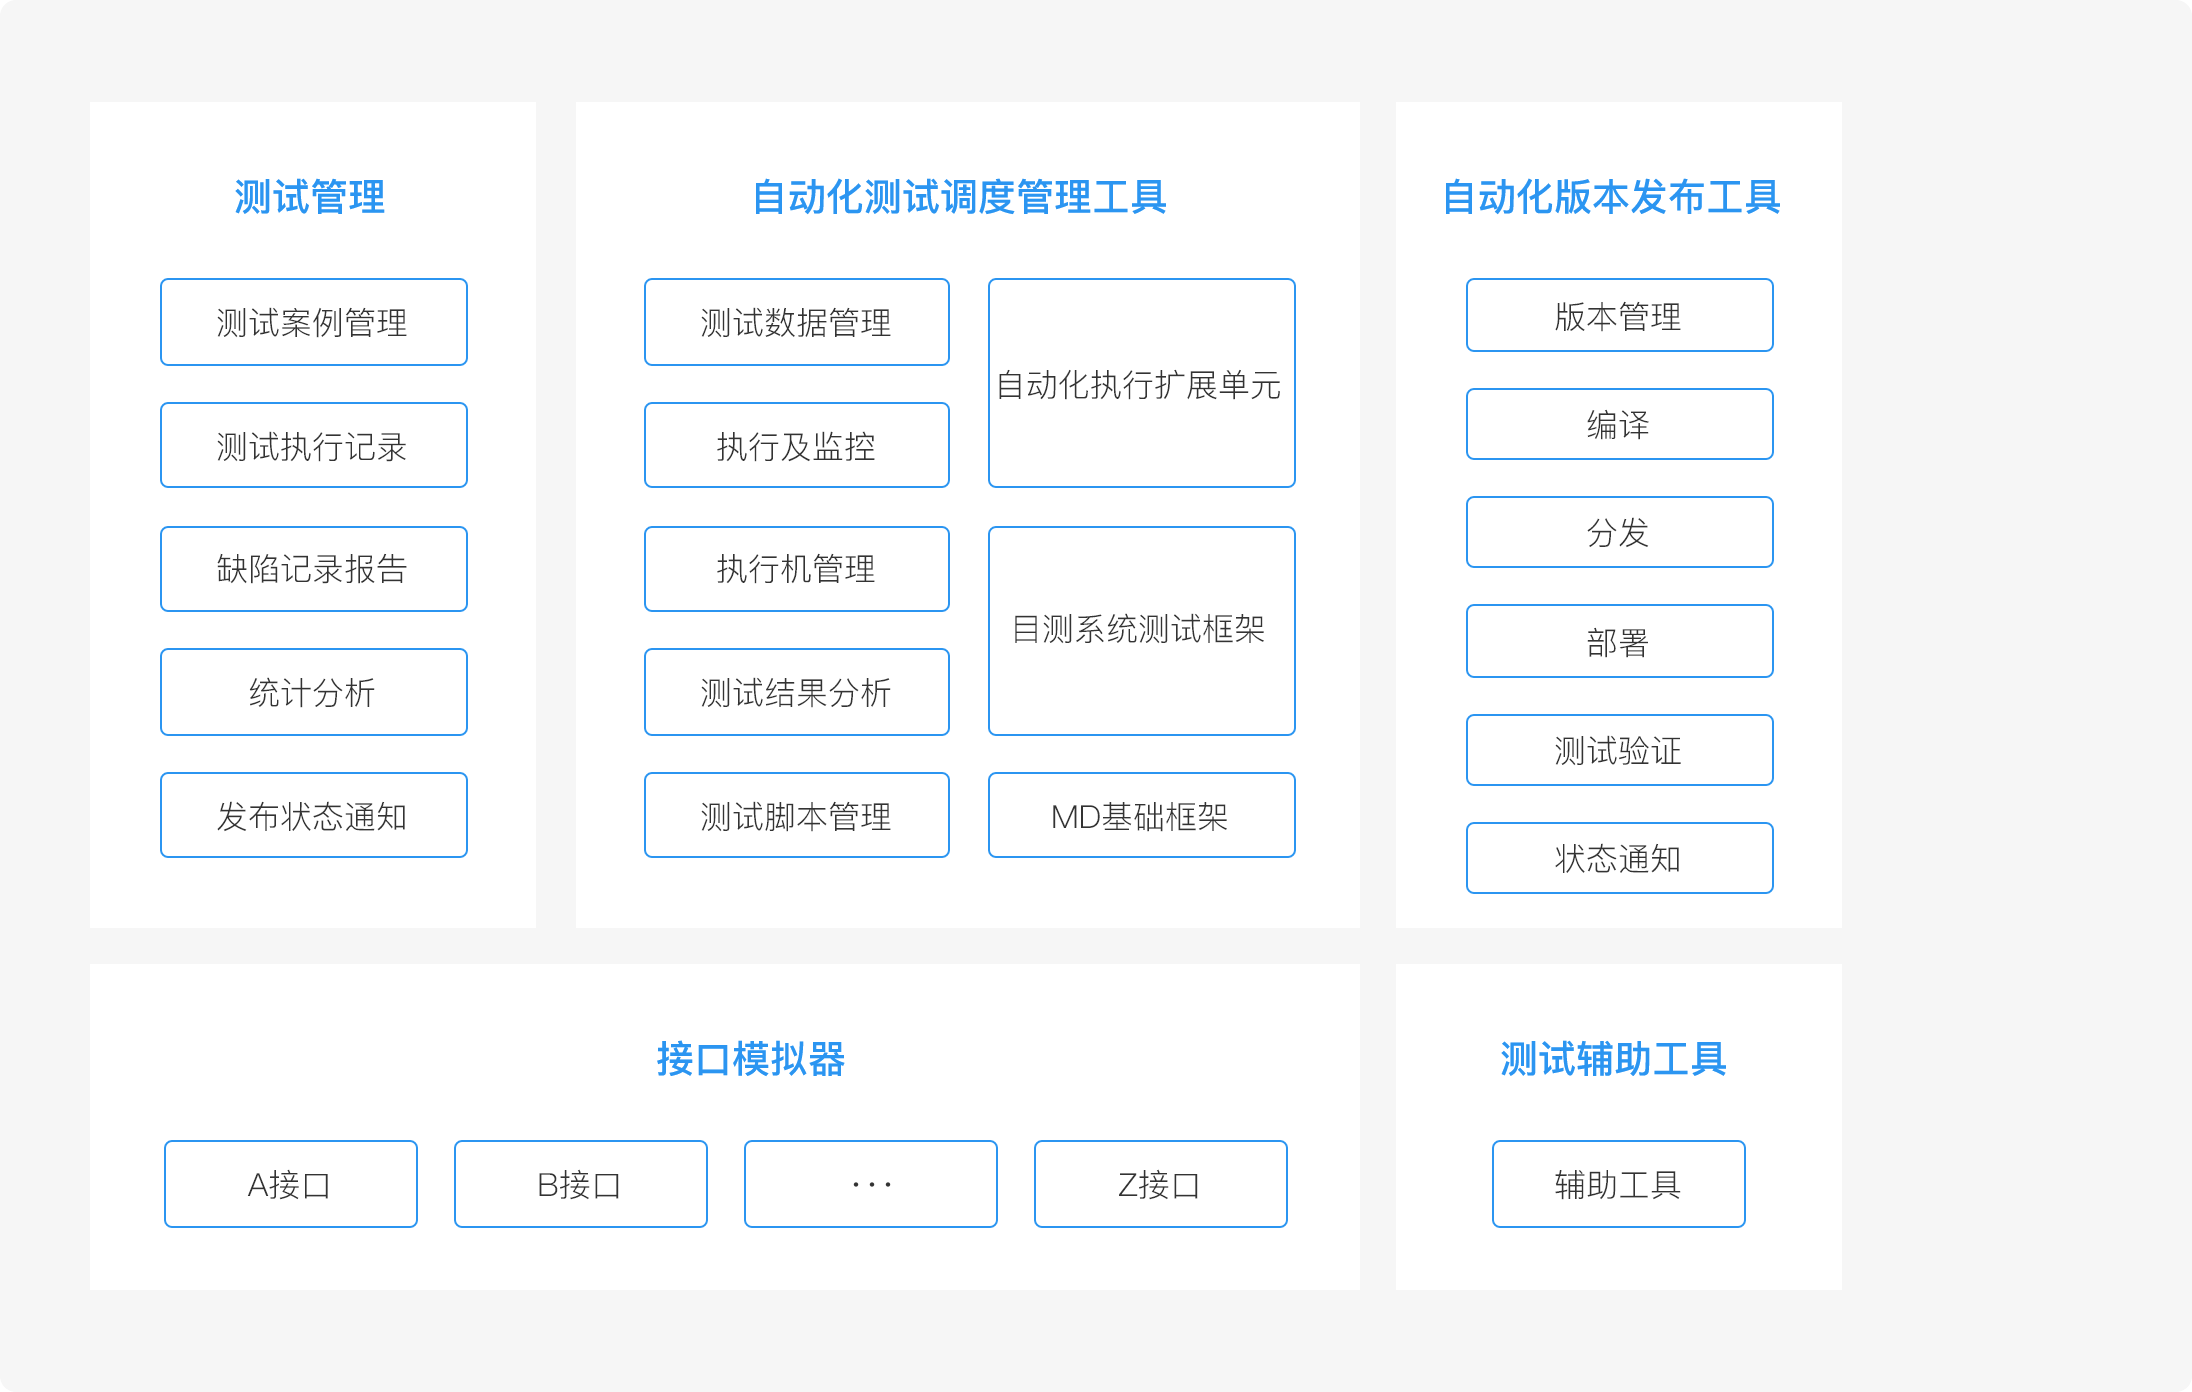 测试管理
测试案例管理
测试执行记录
缺陷记录报告
统计分析
发布状态通知
自动化测试调度管理工具
测试数据管理
执行及监控
执行机管理
测试结果分析
测试脚本管理
自动化执行扩展单元
目测系统测试框架
MD基础框架
自动化版本发布工具
版本管理
编译
分发
部署
测试验证
状态通知
接口模拟器
A接口
B接口
···
Z接口
测试辅助工具
辅助工具